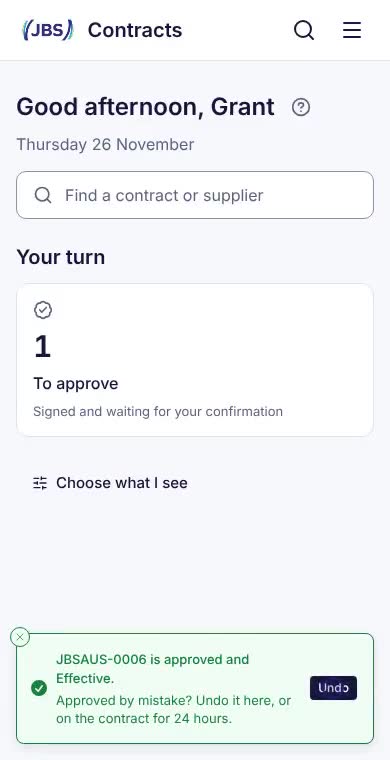 JBS Contracts
Good afternoon, Grant
Thursday 26 November
Find a contract or supplier
Your turn
1
To approve
Signed and waiting for your confirmation
Choose what I see
JBSAUS-0006 is approved and
Effective.
Approved by mistake? Undo it here, or
on the contract for 24 hours.
Undo